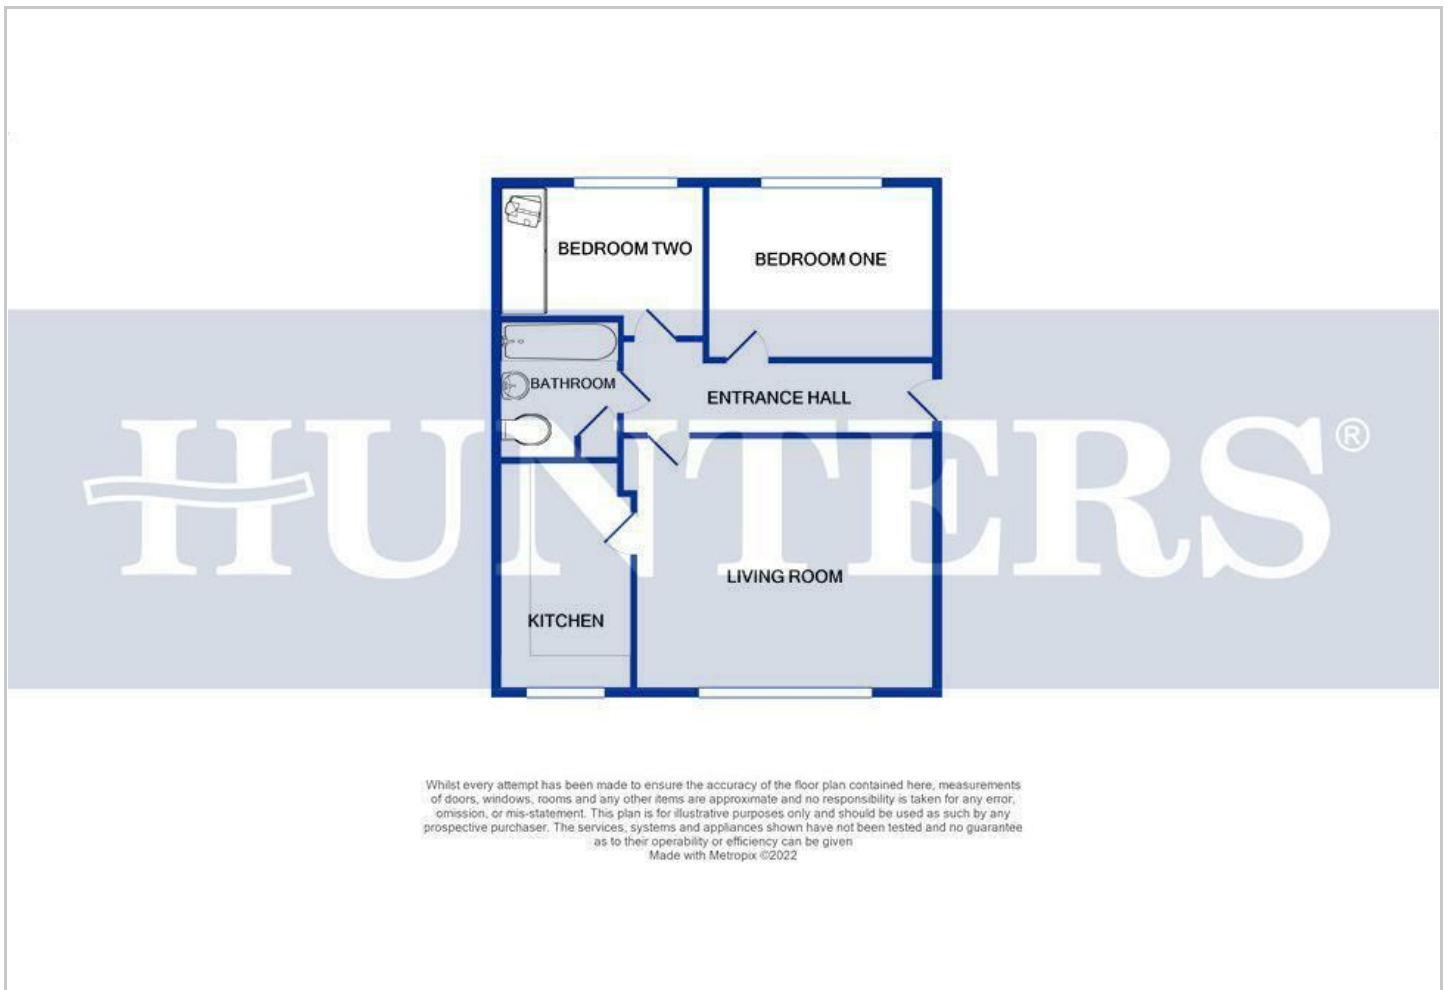 BEDROOM TWO
BEDROOM ONE
BATHROOM
ENTRANCE HALL
HUNTERS®
LIVING ROOM
KITCHEN
Whilst every attempt has been made to ensure the accuracy of the floor plan contained here, measurements
of doors, windows, rooms and any other items are approximate and no responsibility is taken for any error,
omission, or mis-statement. This plan is for illustrative purposes only and should be used as such by any
prospective purchaser. The services, systems and appliances shown have not been tested and no guarantee
as to their operability or efficiency can be given
Made with Metropix ©2022